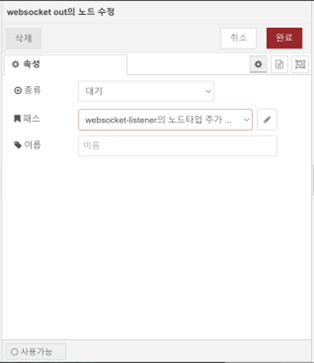 websocket out의 노드 수정
삭제
취소
완료
속성
종류
대기
패스
websocket-listener의 노드타입 추가 ...
이름
이름
사용가능